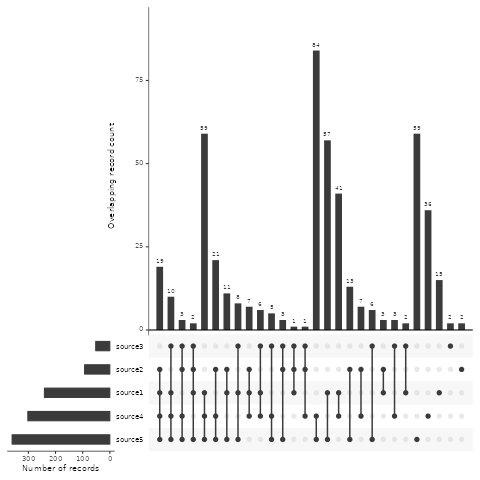 84
75
59 59
57
50
Overlapping record count
41
36
25
21
19
15
13
11
10
8
7 7
6 6
5
3 3 3 3
2 2 2 2
1 1
0
source3
source2
source1
source4
source5
300 200 100 0
Number of records